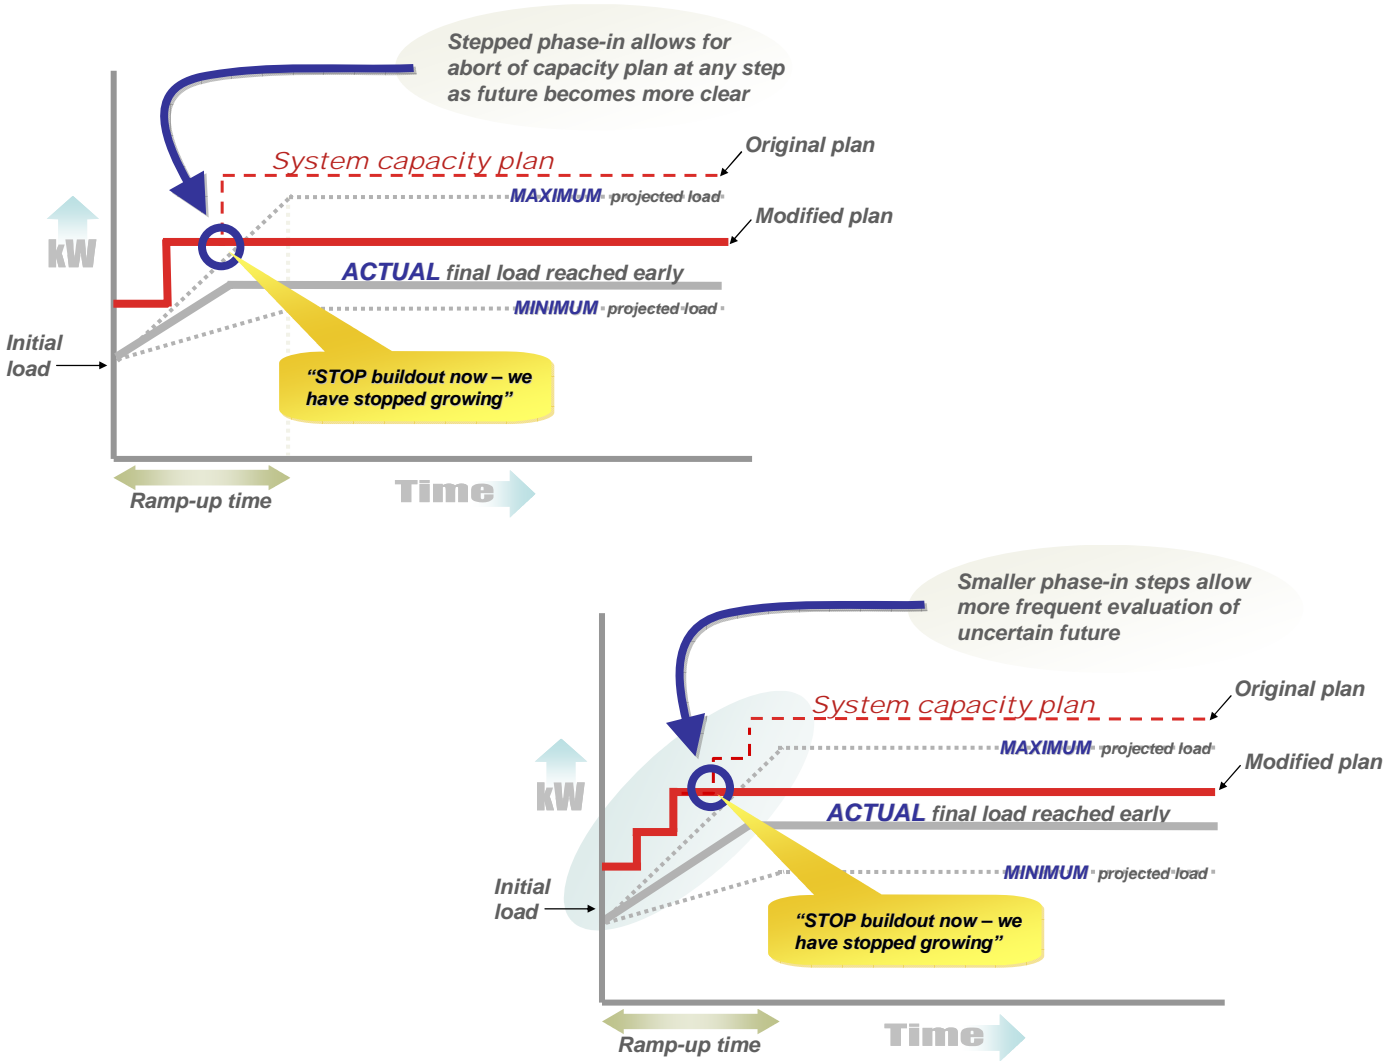 Stepped phase-in allows for
abort of capacity plan at any step
as future becomes more clear
Original plan
System capacity plan
MAXIMUM projected load
Modified plan
kW
ACTUAL final load reached early
MINIMUM projected load
Initial
load
“STOP buildout now – we
have stopped growing”
Time
Ramp-up time
Smaller phase-in steps allow
more frequent evaluation of
uncertain future
Original plan
System capacity plan
MAXIMUM projected load
Modified plan
kW
ACTUAL final load reached early
MINIMUM projected load
Initial
load
“STOP buildout now – we
have stopped growing”
Time
Ramp-up time